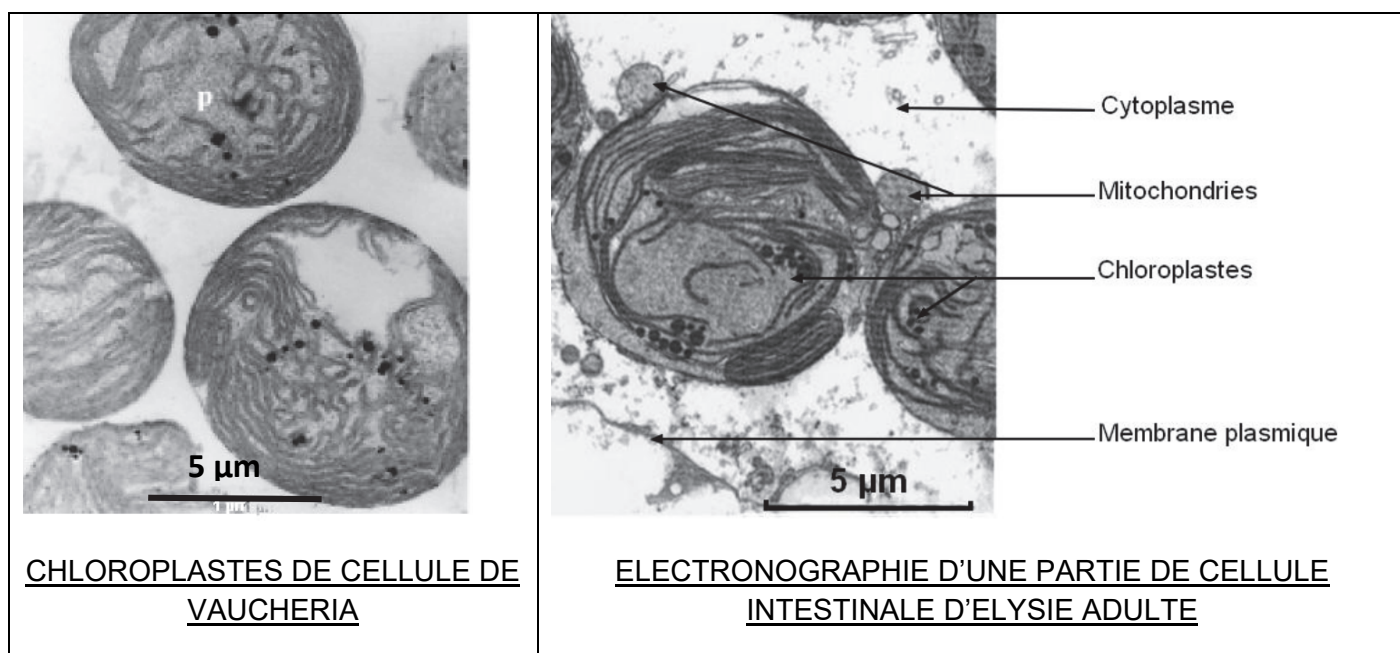 p
5 µm
CHLOROPLASTES DE CELLULE DE
VAUCHERIA
Cytoplasme
Mitochondries
Chloroplastes
Membrane plasmique
5 µm
ELECTRONOGRAPHIE D'UNE PARTIE DE CELLULE
INTESTINALE D'ELYSIE ADULTE